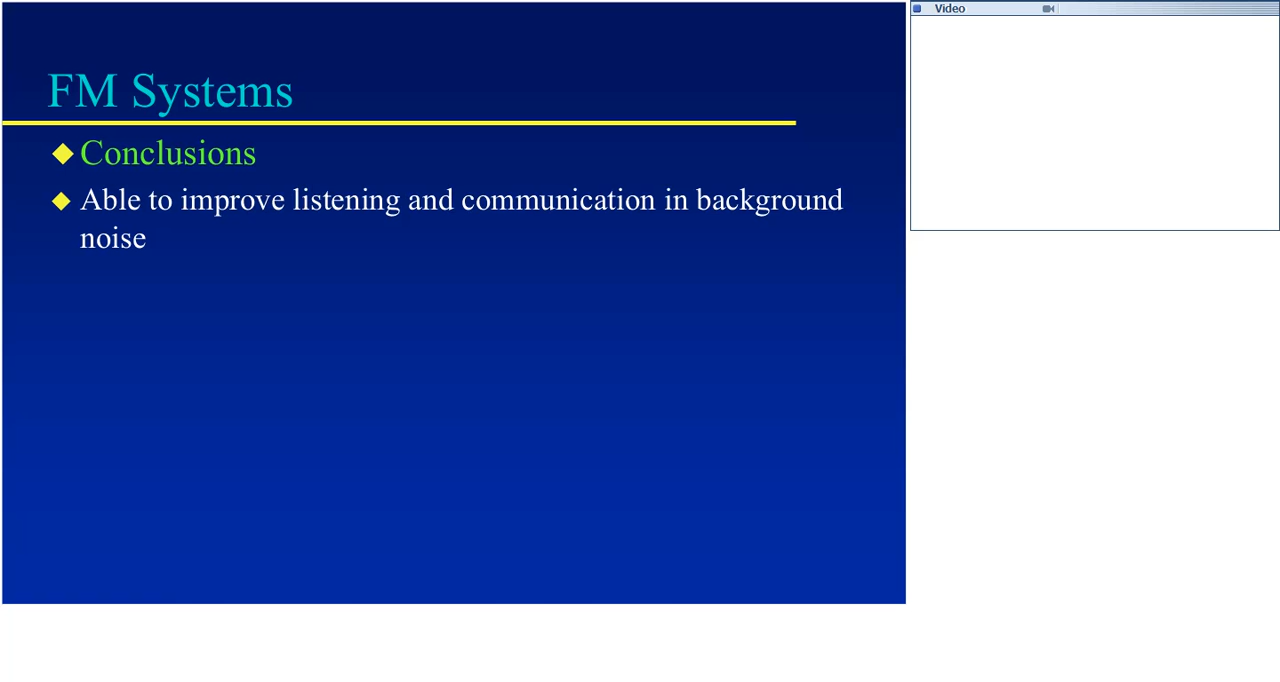 FM Systems
Conclusions
Able to improve listening and communication in background
noise
Video